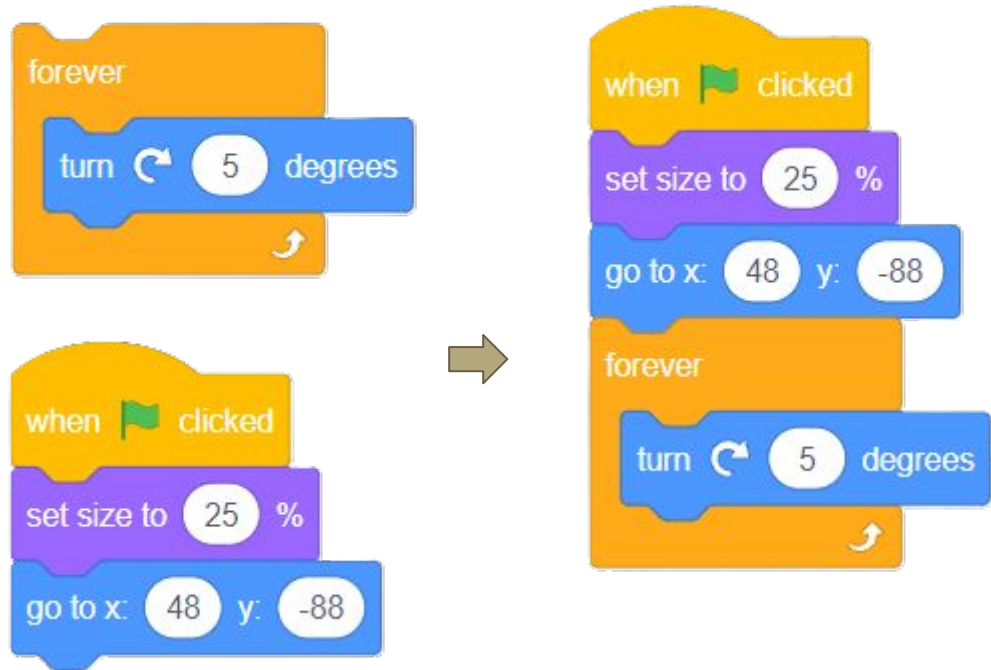 forever
turn 5 degrees
when clicked
set size to 25 %
go to x: 48 y: -88
when clicked
set size to 25 %
go to x: 48 y: -88
forever
turn 5 degrees